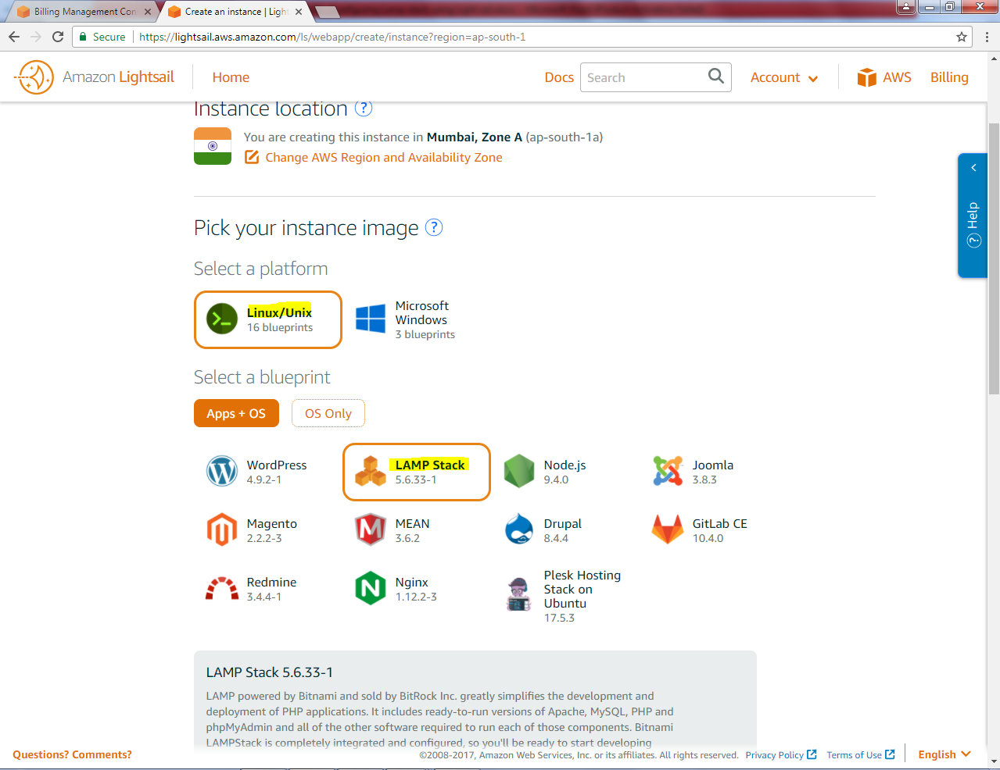 Billing Management Con
Create an instance | Light
Secure
https://lightsail.aws.amazon.com/ls/webapp/create/instance?region=ap-south-1
Amazon Lightsail
Home
Docs
Search
Account
AWS
Billing
Instance location ?
You are creating this instance in Mumbai, Zone A (ap-south-1a)
Change AWS Region and Availability Zone
< ? Help
Pick your instance image ?
Select a platform
Linux/Unix
16 blueprints
Microsoft
Windows
3 blueprints
Select a blueprint
Apps + OS
OS Only
WordPress
4.9.2-1
LAMP Stack
5.6.33-1
Node.js
9.4.0
Joomla
3.8.3
Magento
2.2.2-3
MEAN
3.6.2
Drupal
8.4.4
GitLab CE
10.4.0
Redmine
3.4.4-1
Nginx
1.12.2-3
Plesk Hosting
Stack on
Ubuntu
17.5.3
LAMP Stack 5.6.33-1
LAMP powered by Bitnami and sold by BitRock Inc. greatly simplifies the development and
deployment of PHP applications. It includes ready-to-run versions of Apache, MySQL, PHP and
phpMyAdmin and all of the other software required to run each of those components. Bitnami
LAMPStack is completely integrated and configured, so you'll be ready to start developing
Questions? Comments?
©2008-2017, Amazon Web Services, Inc. or its affiliates. All rights reserved.
Privacy Policy
Terms of Use
English